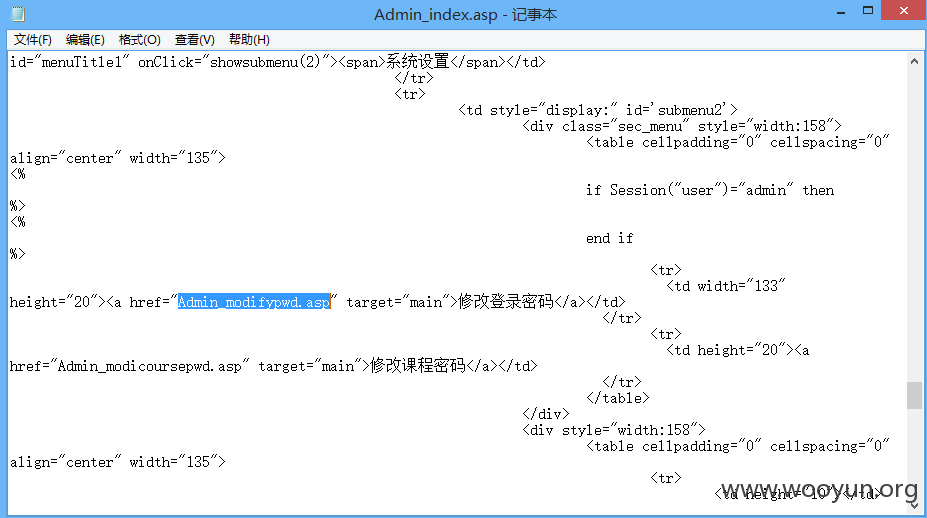 Admin_index.asp - 记事本
文件(F) 编辑(E) 格式(O) 查看(V) 帮助(H)
id="menuTitle1" onClick="showsubmenu(2)"><span>系统设置</span></td>
</tr>
<tr>
<td style="display:" id='submenu2'>
<div class="sec_menu" style="width:158">
<table cellpadding="0" cellspacing="0"
align="center" width="135">
<%
if Session("user")="admin" then
%>
<%
end if
%>
<tr>
<td width="133"
height="20"><a href="Admin_modifypwd.asp" target="main">修改登录密码</a></td>
</tr>
<tr>
<td height="20"><a
href="Admin_modicoursepwd.asp" target="main">修改课程密码</a></td>
</tr>
</table>
</div>
<div style="width:158">
<table cellpadding="0" cellspacing="0"
align="center" width="135">
<tr>
<td height="10"></td>
www.wooyun.org